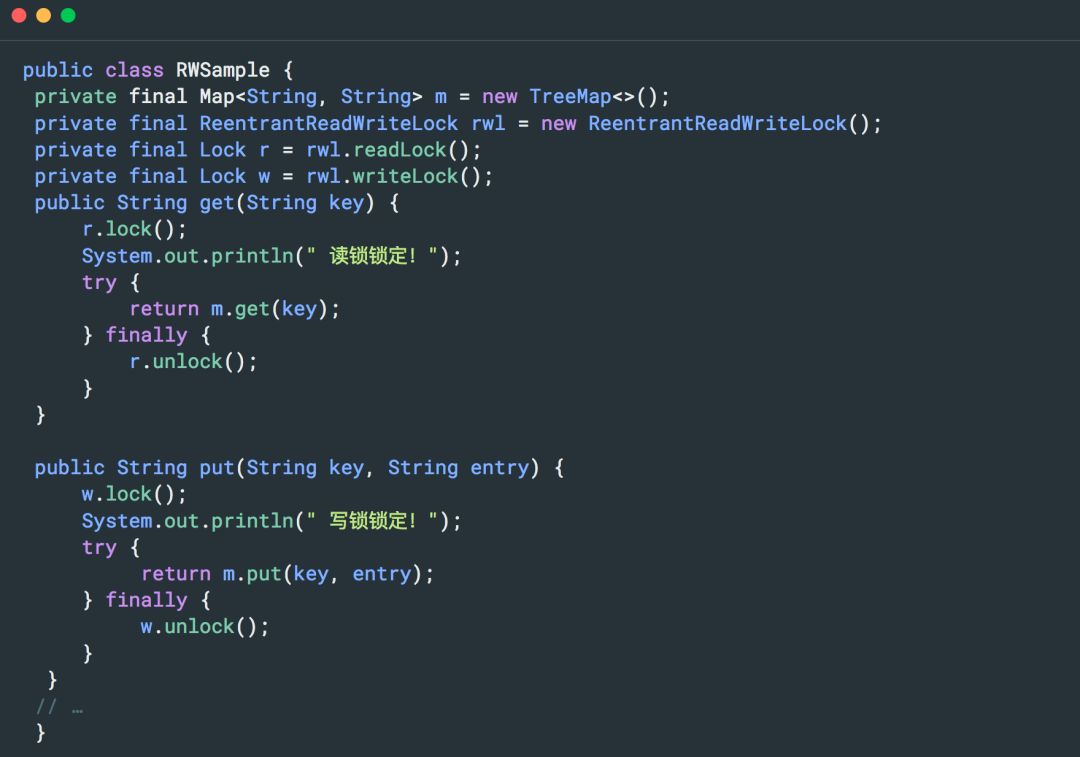 public class RWSample {
 private final Map<String, String> m = new TreeMap<>();
 private final ReentrantReadWriteLock rwl = new ReentrantReadWriteLock();
 private final Lock r = rwl.readLock();
 private final Lock w = rwl.writeLock();
 public String get(String key) {
     r.lock();
     System.out.println(" 读锁锁定！");
     try {
         return m.get(key);
     } finally {
         r.unlock();
     }
 }
 public String put(String key, String entry) {
     w.lock();
     System.out.println(" 写锁锁定！");
     try {
          return m.put(key, entry);
     } finally {
          w.unlock();
     }
  }
 // …
 }